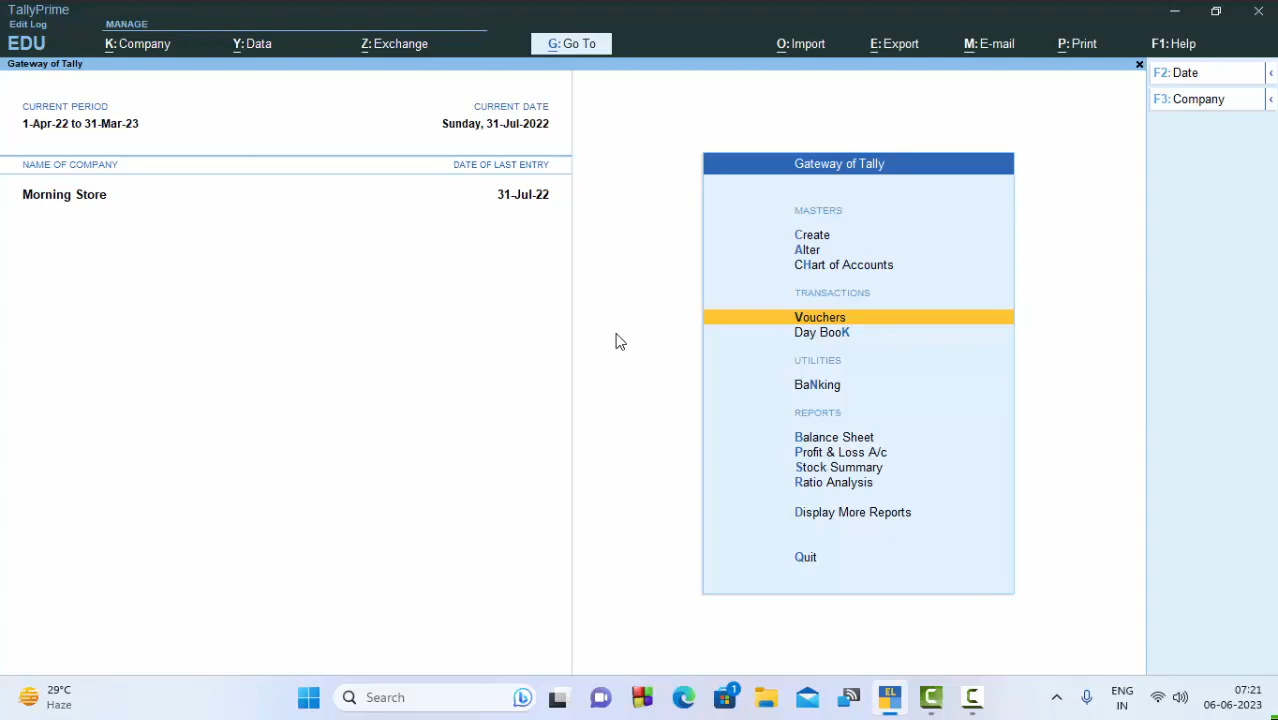 TallyPrime
Edit Log
EDU
MANAGE
K: Company
Y: Data
Z: Exchange
G: Go To
O: Import
E: Export
M: E-mail
P: Print
F1: Help
Gateway of Tally
F2: Date
F3: Company
CURRENT PERIOD
CURRENT DATE
1-Apr-22 to 31-Mar-23
Sunday, 31-Jul-2022
NAME OF COMPANY
DATE OF LAST ENTRY
Morning Store
31-Jul-22
Gateway of Tally
MASTERS
Create
Alter
CHart of Accounts
TRANSACTIONS
Vouchers
Day BooK
UTILITIES
BaNking
REPORTS
Balance Sheet
Profit & Loss A/c
Stock Summary
Ratio Analysis
Display More Reports
Quit
29°C
Haze
Search
1
EL
ENG
IN
07:21
06-06-2023